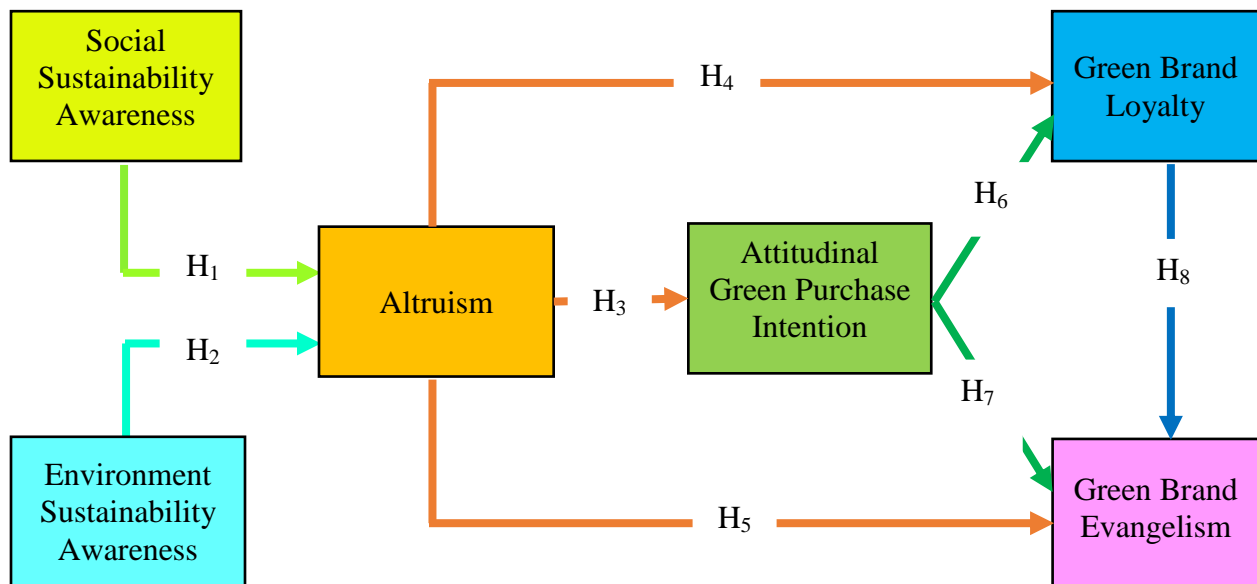 Social
Sustainability
Awareness
H₄
Green Brand
Loyalty
H₆
H₁
Altruism
H₃
Attitudinal
Green Purchase
Intention
H₈
H₂
H₇
Environment
Sustainability
Awareness
H₅
Green Brand
Evangelism